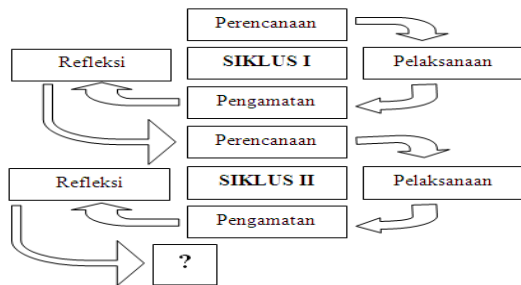 Perencanaan
Refleksi
SIKLUS I
Pelaksanaan
Pengamatan
Perencanaan
Refleksi
SIKLUS II
Pelaksanaan
Pengamatan
?